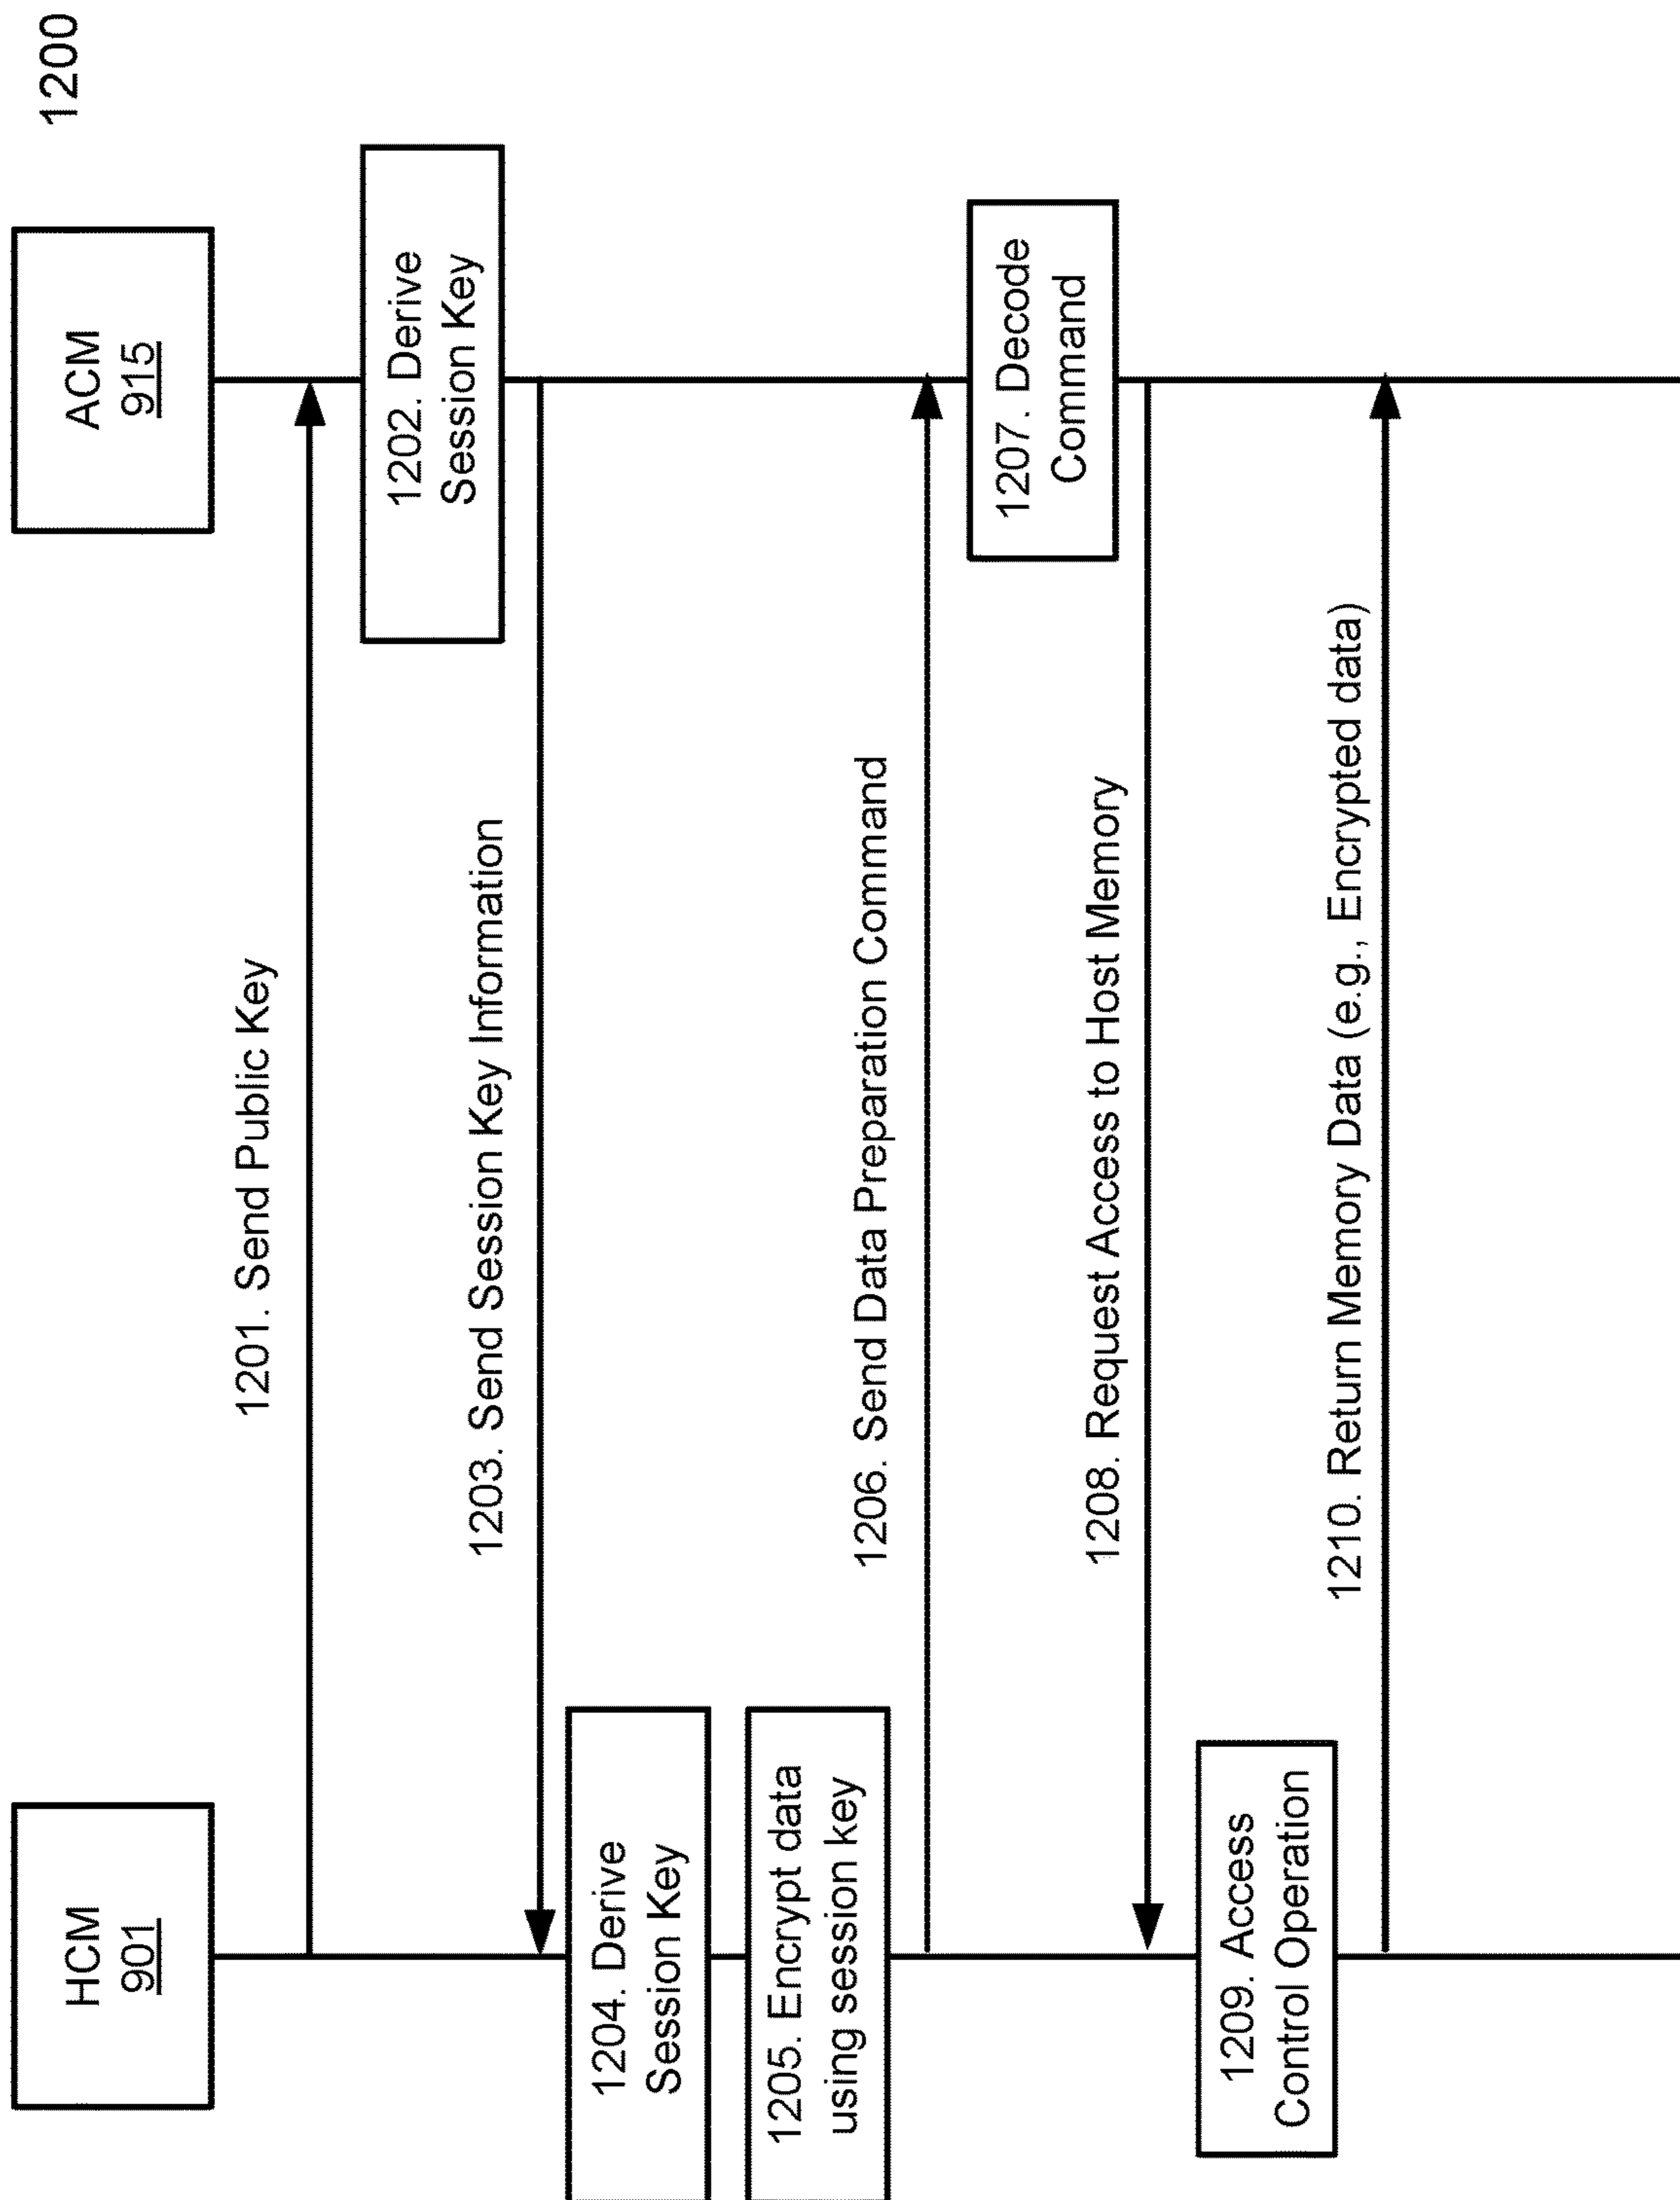 1200
HCM
901
ACM
915
1201. Send Public Key
1202. Derive
Session Key
1203. Send Session Key Information
1204. Derive
Session Key
1205. Encrypt data
using session key
1206. Send Data Preparation Command
1207. Decode
Command
1208. Request Access to Host Memory
1209. Access
Control Operation
1210. Return Memory Data (e.g., Encrypted data)